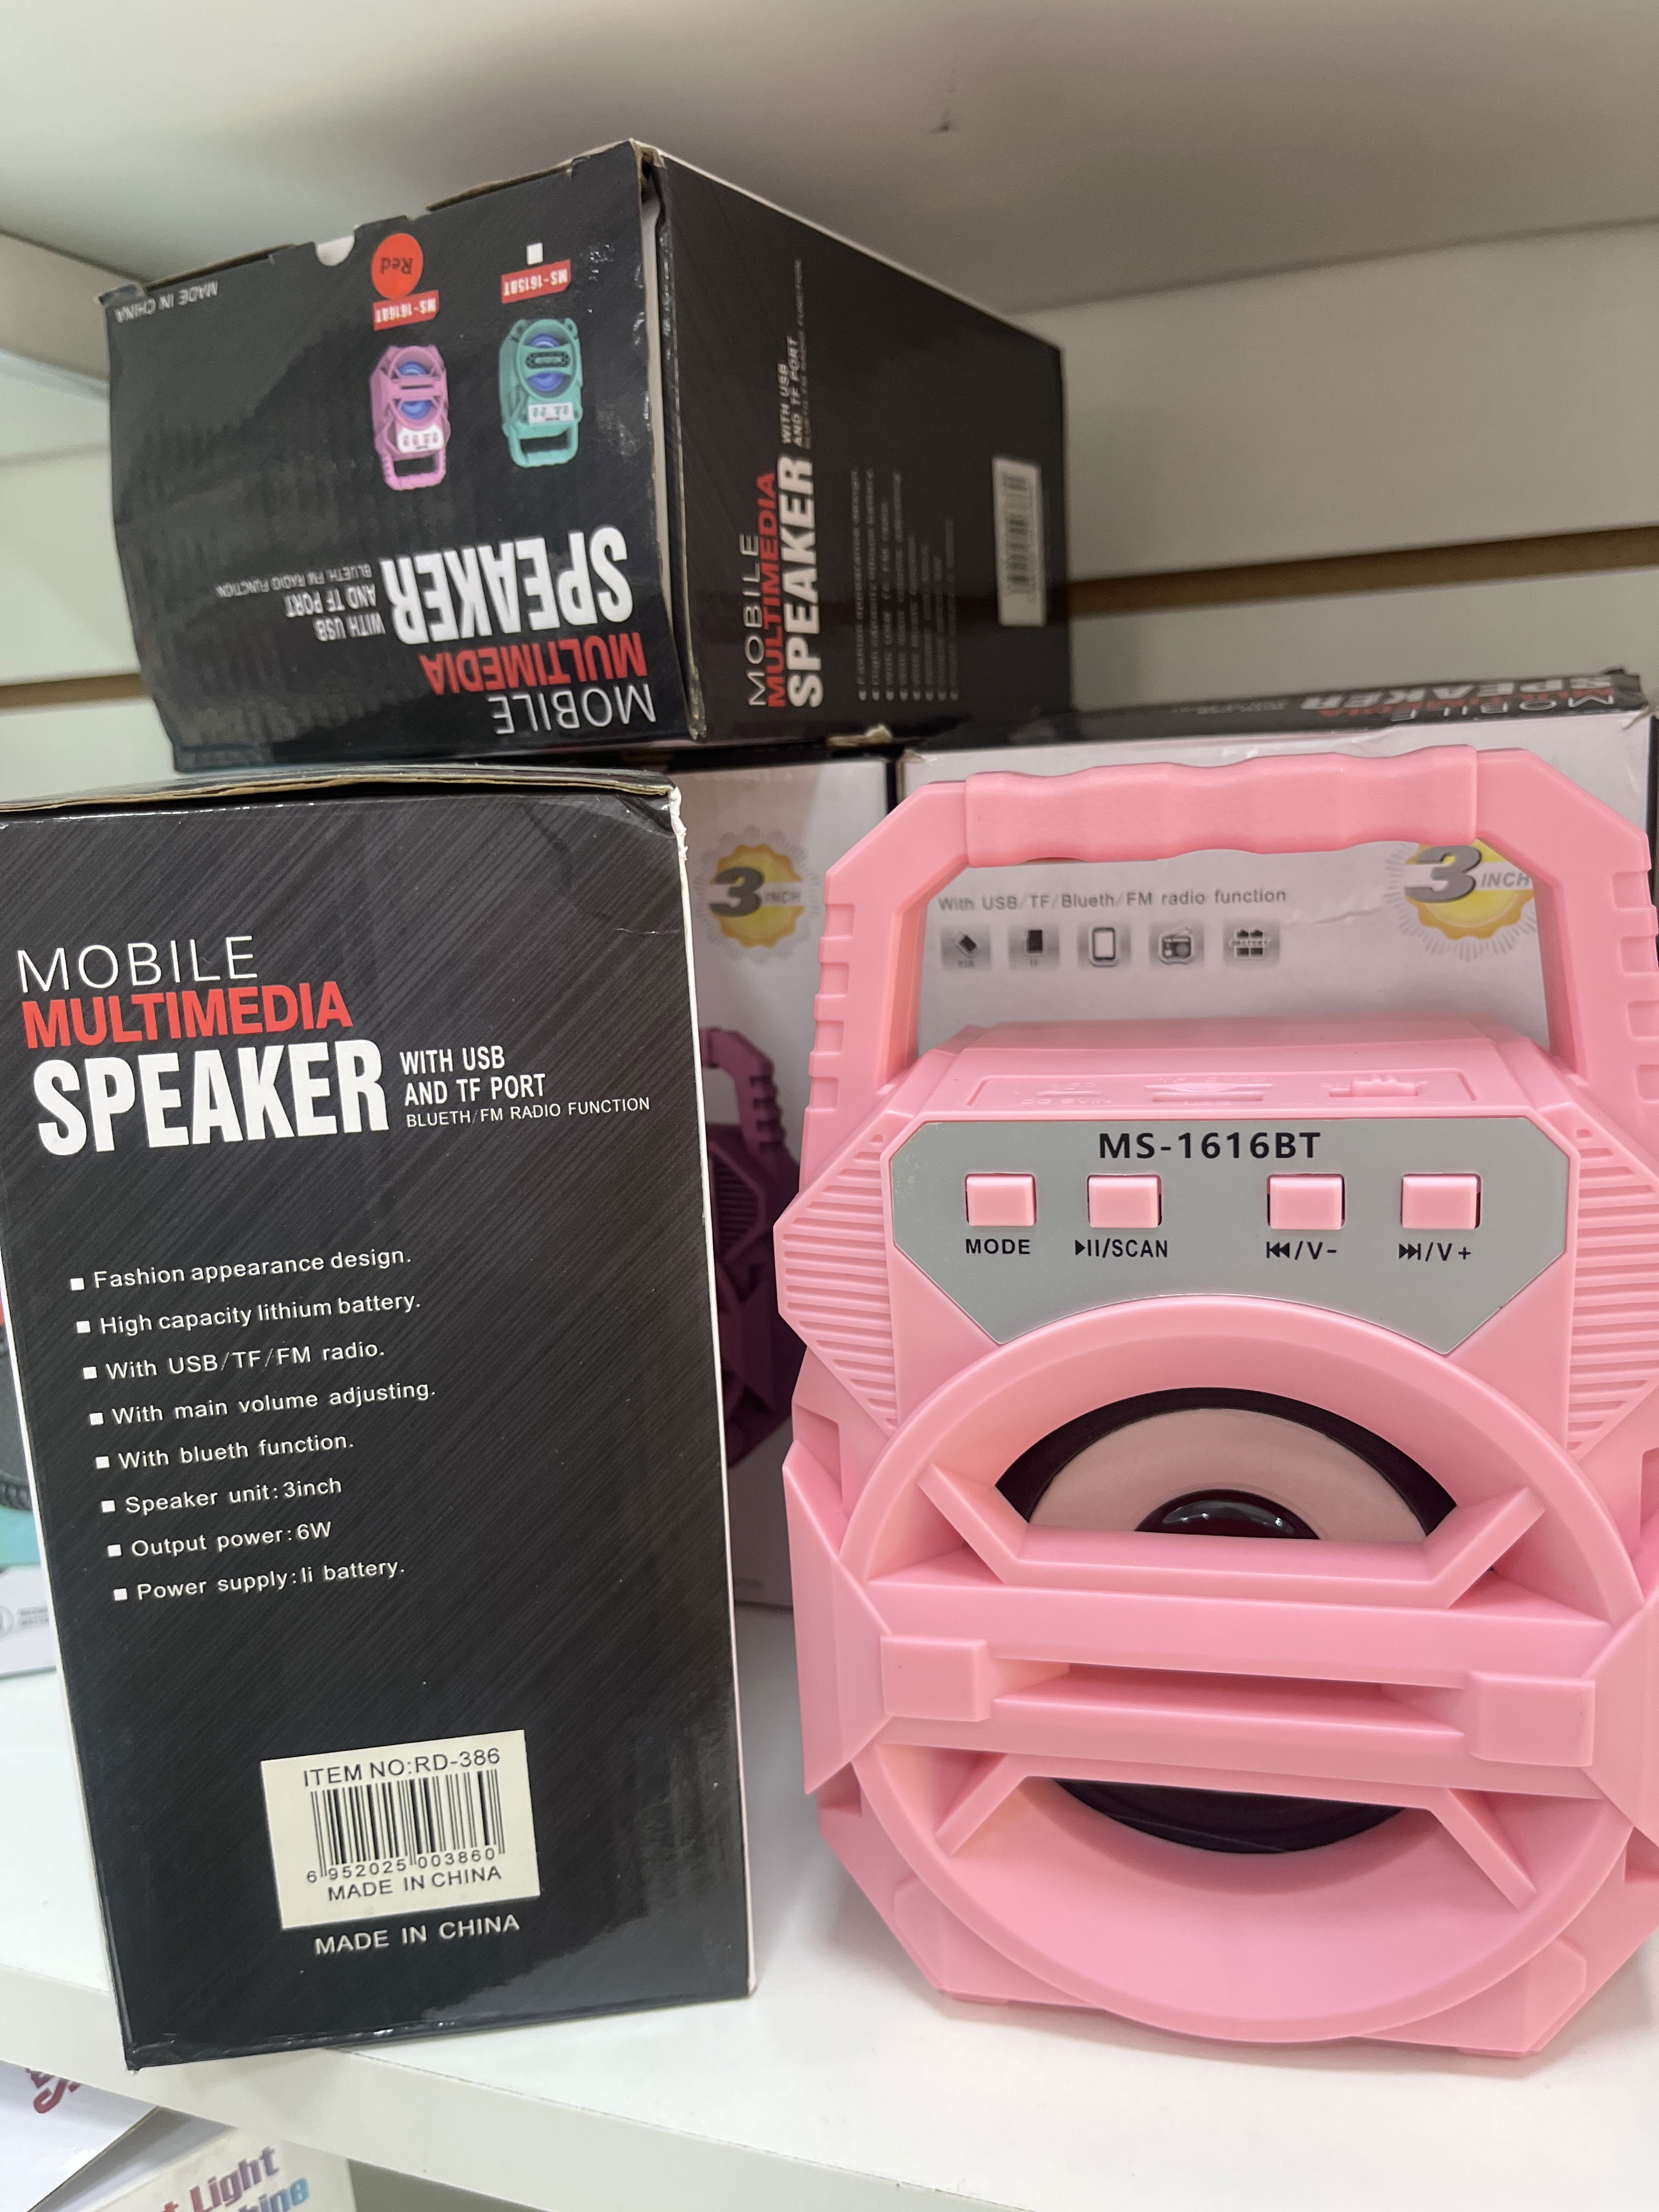 MADE IN CHINA
Red
MS-1616BT
MS-1615BT
MOBILE
MULTIMEDIA
SPEAKER
WITH USB
AND TF PORT
BLUETH/FM RADIO FUNCTION
MOBILE
MULTIMEDIA
SPEAKER
WITH USB
AND TF PORT
MOBILE
SPEAKER
3 INCH
With USB/TF/Blueth/FM radio function
3 INCH
MOBILE
MULTIMEDIA
SPEAKER
WITH USB
AND TF PORT
BLUETH/FM RADIO FUNCTION
Fashion appearance design.
High capacity lithium battery.
With USB/TF/FM radio.
With main volume adjusting.
With blueth function.
Speaker unit:3inch
Output power:6W
Power supply:li battery.
ITEM NO:RD-386
6 952025 003860
MADE IN CHINA
MADE IN CHINA
MS-1616BT
MODE
/SCAN
/V-
/V+
Light